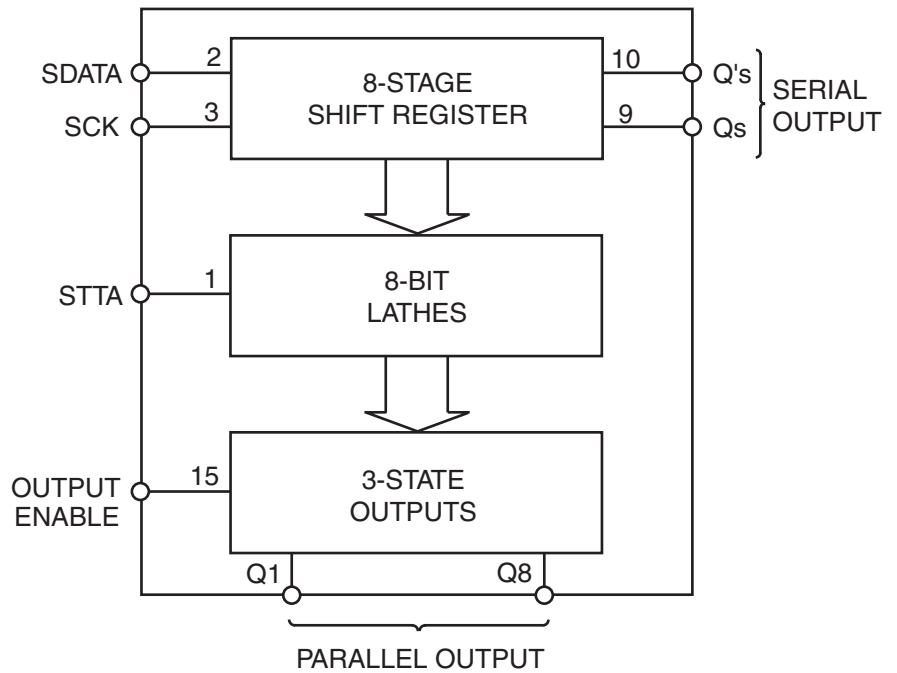 SDATA
2
8-STAGE
SHIFT REGISTER
10
Q's
SERIAL
OUTPUT
SCK
3
9
Qs
STTA
1
8-BIT
LATHES
OUTPUT
ENABLE
15
3-STATE
OUTPUTS
Q1
Q8
PARALLEL OUTPUT